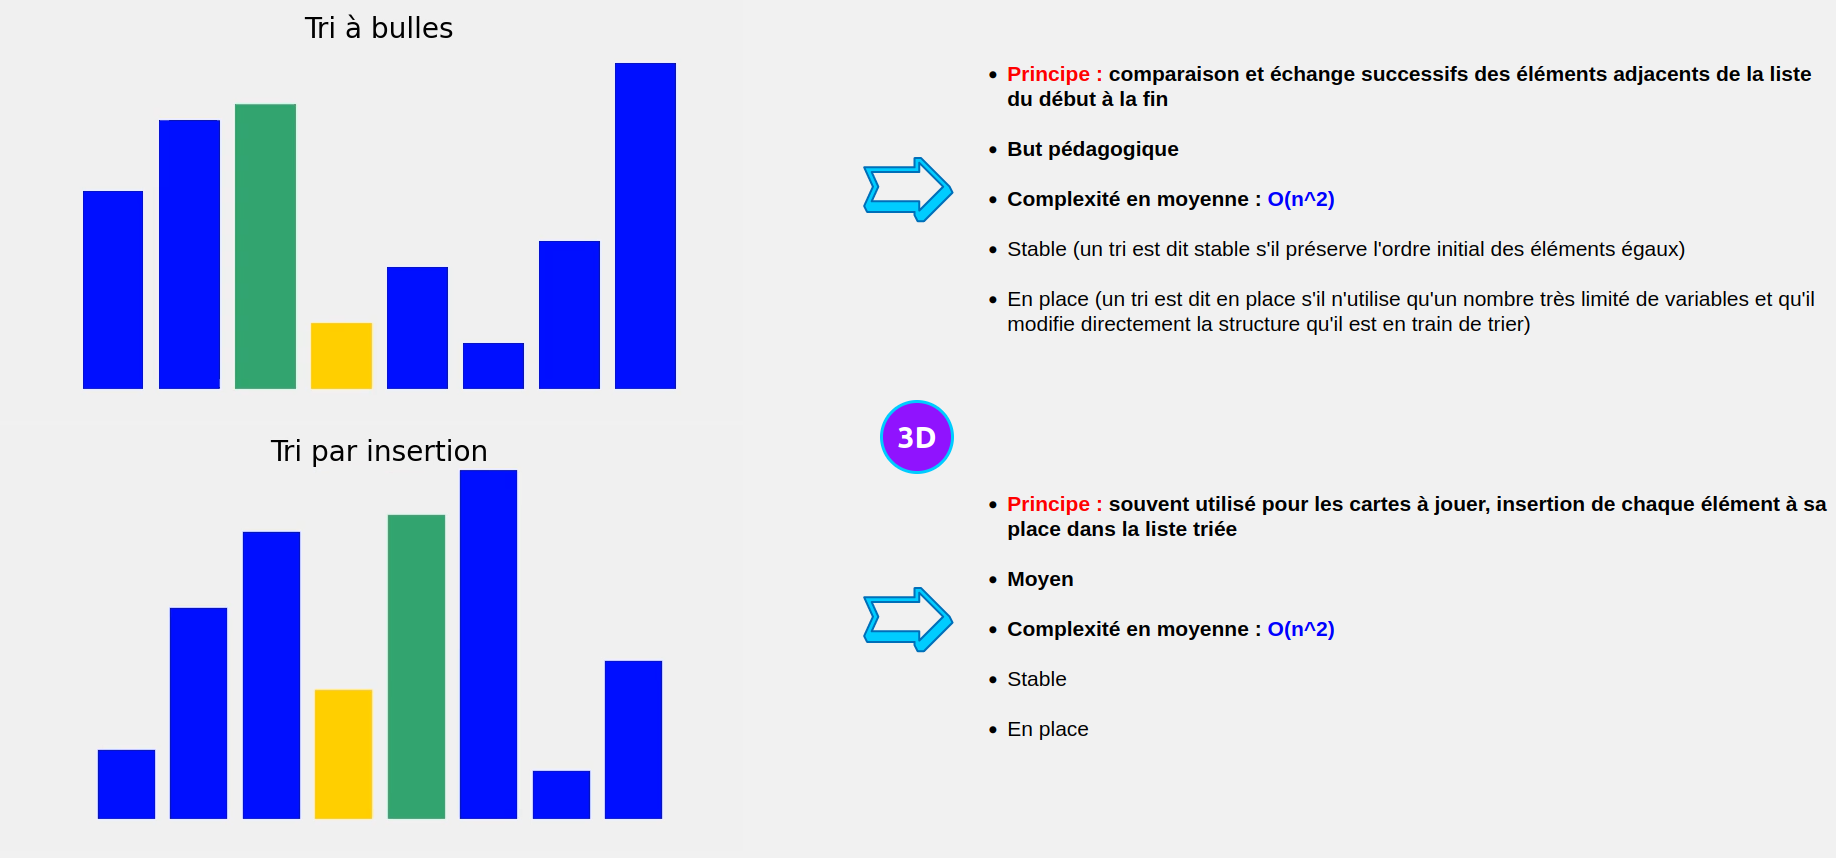 Tri à bulles
• Principe : comparaison et échange successifs des éléments adjacents de la liste
du début à la fin
• But pédagogique
• Complexité en moyenne : O(n^2)
• Stable (un tri est dit stable s'il préserve l'ordre initial des éléments égaux)
• En place (un tri est dit en place s'il n'utilise qu'un nombre très limité de variables et qu'il
modifie directement la structure qu'il est en train de trier)
3D
Tri par insertion
• Principe : souvent utilisé pour les cartes à jouer, insertion de chaque élément à sa
place dans la liste triée
• Moyen
• Complexité en moyenne : O(n^2)
• Stable
• En place